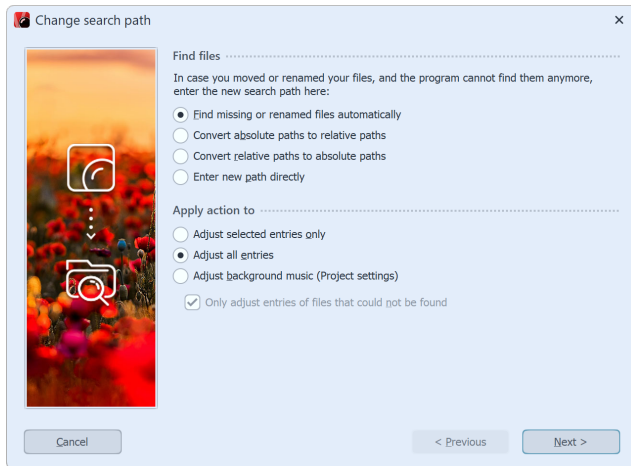 Change search path
Find files
In case you moved or renamed your files, and the program cannot find them anymore,
enter the new search path here:
Find missing or renamed files automatically
Convert absolute paths to relative paths
Convert relative paths to absolute paths
Enter new path directly
Apply action to
Adjust selected entries only
Adjust all entries
Adjust background music (Project settings)
Only adjust entries of files that could not be found
Cancel
< Previous
Next >